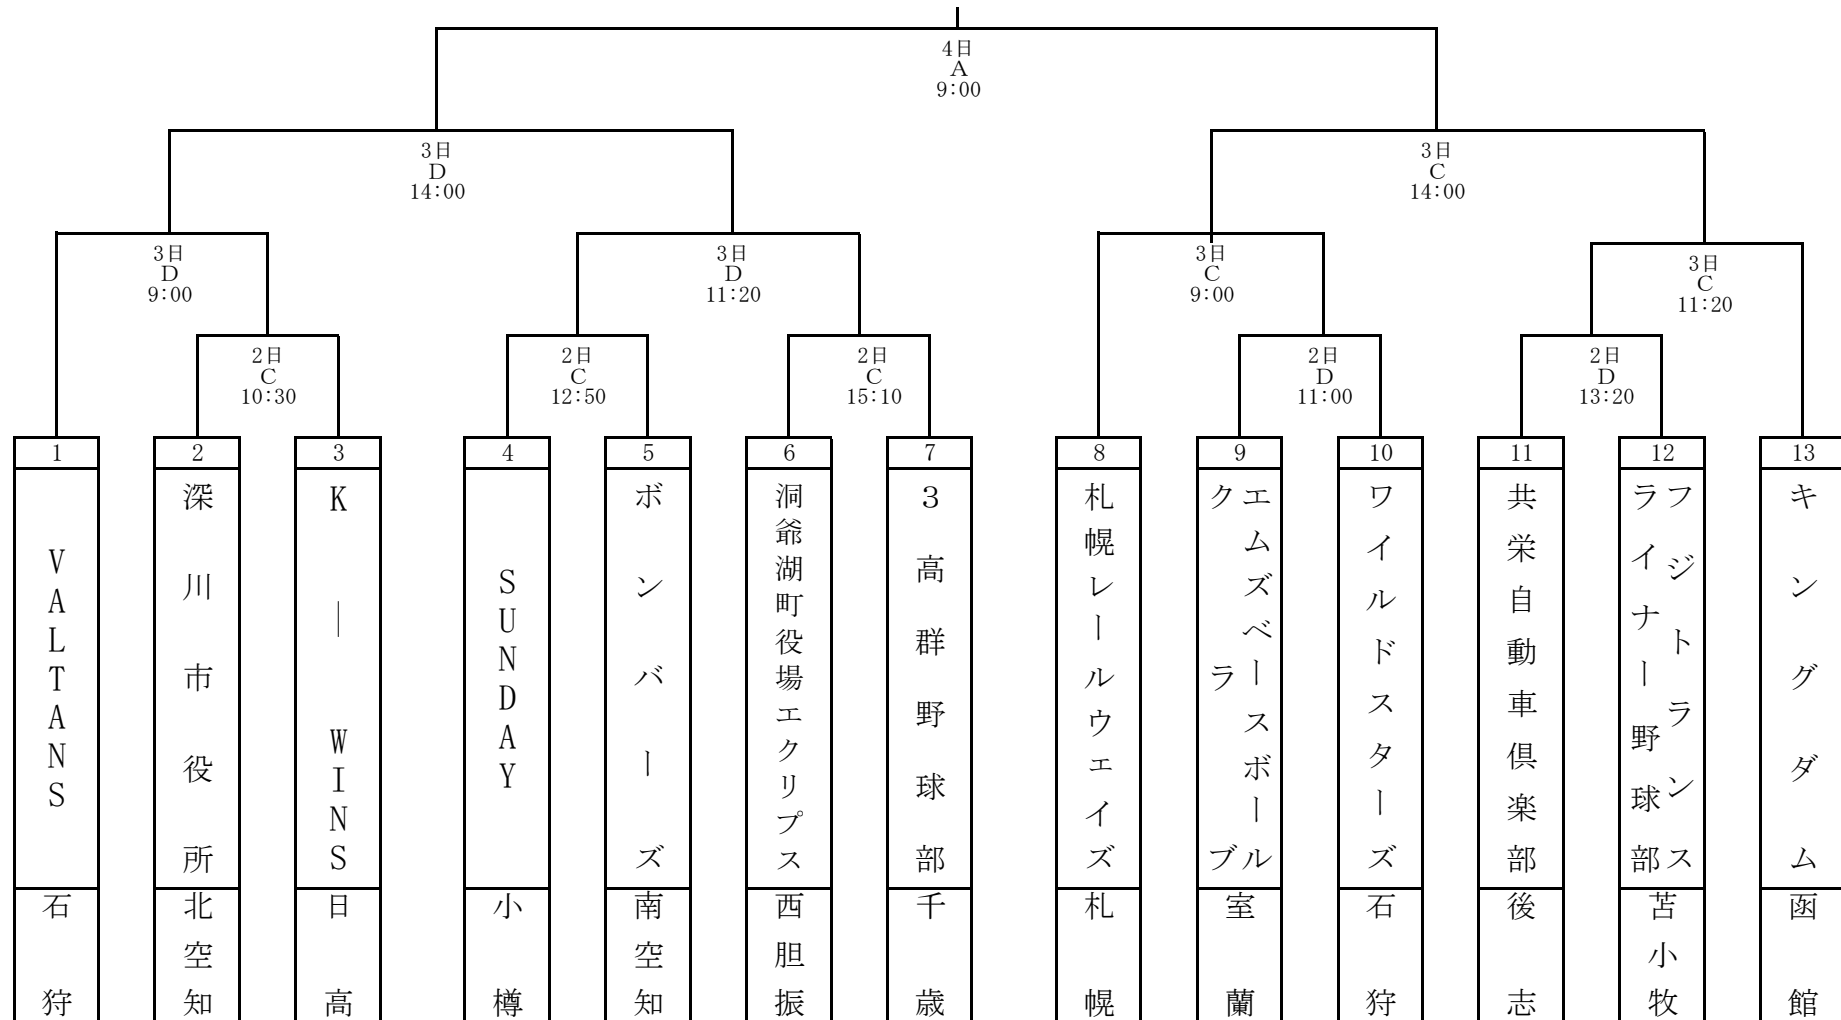 4日
A
9:00
3日
D
14:00
3日
C
14:00
3日
D
9:00
3日
D
11:20
3日
C
9:00
3日
C
11:20
2日
C
10:30
2日
C
12:50
2日
C
15:10
2日
D
11:00
2日
D
13:20
1
VALTANS
石狩
2
深川市役所
北空知
3
K―WINS
日高
4
SUNDAY
小樽
5
ボンバーズ
南空知
6
洞爺湖町役場エクリプス
西胆振
7
３高群野球部
千歳
8
札幌レールウェイズ
札幌
9
エムズベースボール
クラブ
室蘭
10
ワイルドスターズ
石狩
11
共栄自動車倶楽部
後志
12
フジトランス
ライナー野球部
苫小牧
13
キングダム
函館